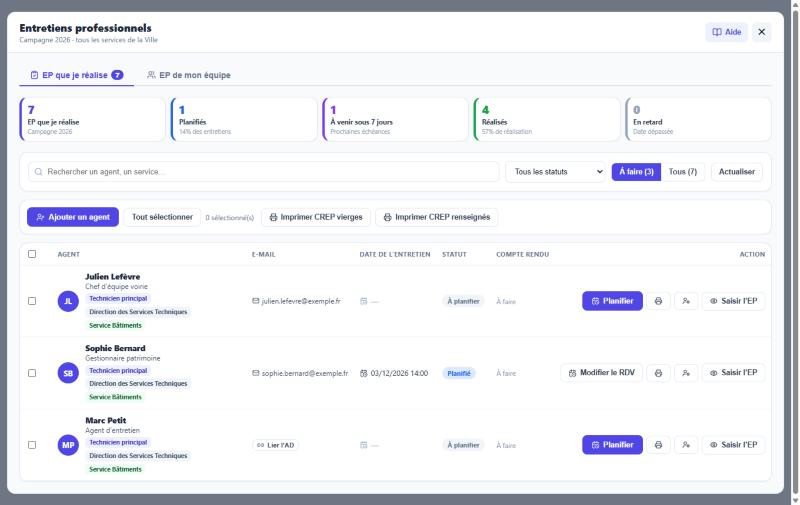 Entretiens professionnels
Campagne 2026 · tous les services de la Ville
Aide
EP que je réalise 7
EP de mon équipe
7
EP que je réalise
Campagne 2026
1
Planifiés
14% des entretiens
1
À venir sous 7 jours
Prochaines échéances
4
Réalisés
57% de réalisation
0
En retard
Date dépassée
Rechercher un agent, un service...
Tous les statuts
À faire (3)
Tous (7)
Actualiser
Ajouter un agent
Tout sélectionner
0 sélectionné(s)
Imprimer CREP vierges
Imprimer CREP renseignés
AGENT E-MAIL DATE DE L'ENTRETIEN STATUT COMPTE RENDU ACTION
Julien Lefèvre
Chef d'équipe voirie
Technicien principal
Direction des Services Techniques
Service Bâtiments
JL
julien.lefevre@exemple.fr
—
À planifier
À faire
Planifier
Saisir l'EP
Sophie Bernard
Gestionnaire patrimoine
Technicien principal
Direction des Services Techniques
Service Bâtiments
SB
sophie.bernard@exemple.fr
03/12/2026 14:00
Planifié
À faire
Modifier le RDV
Saisir l'EP
Marc Petit
Agent d'entretien
Technicien principal
Direction des Services Techniques
Service Bâtiments
MP
Lier l'AD
—
À planifier
À faire
Planifier
Saisir l'EP